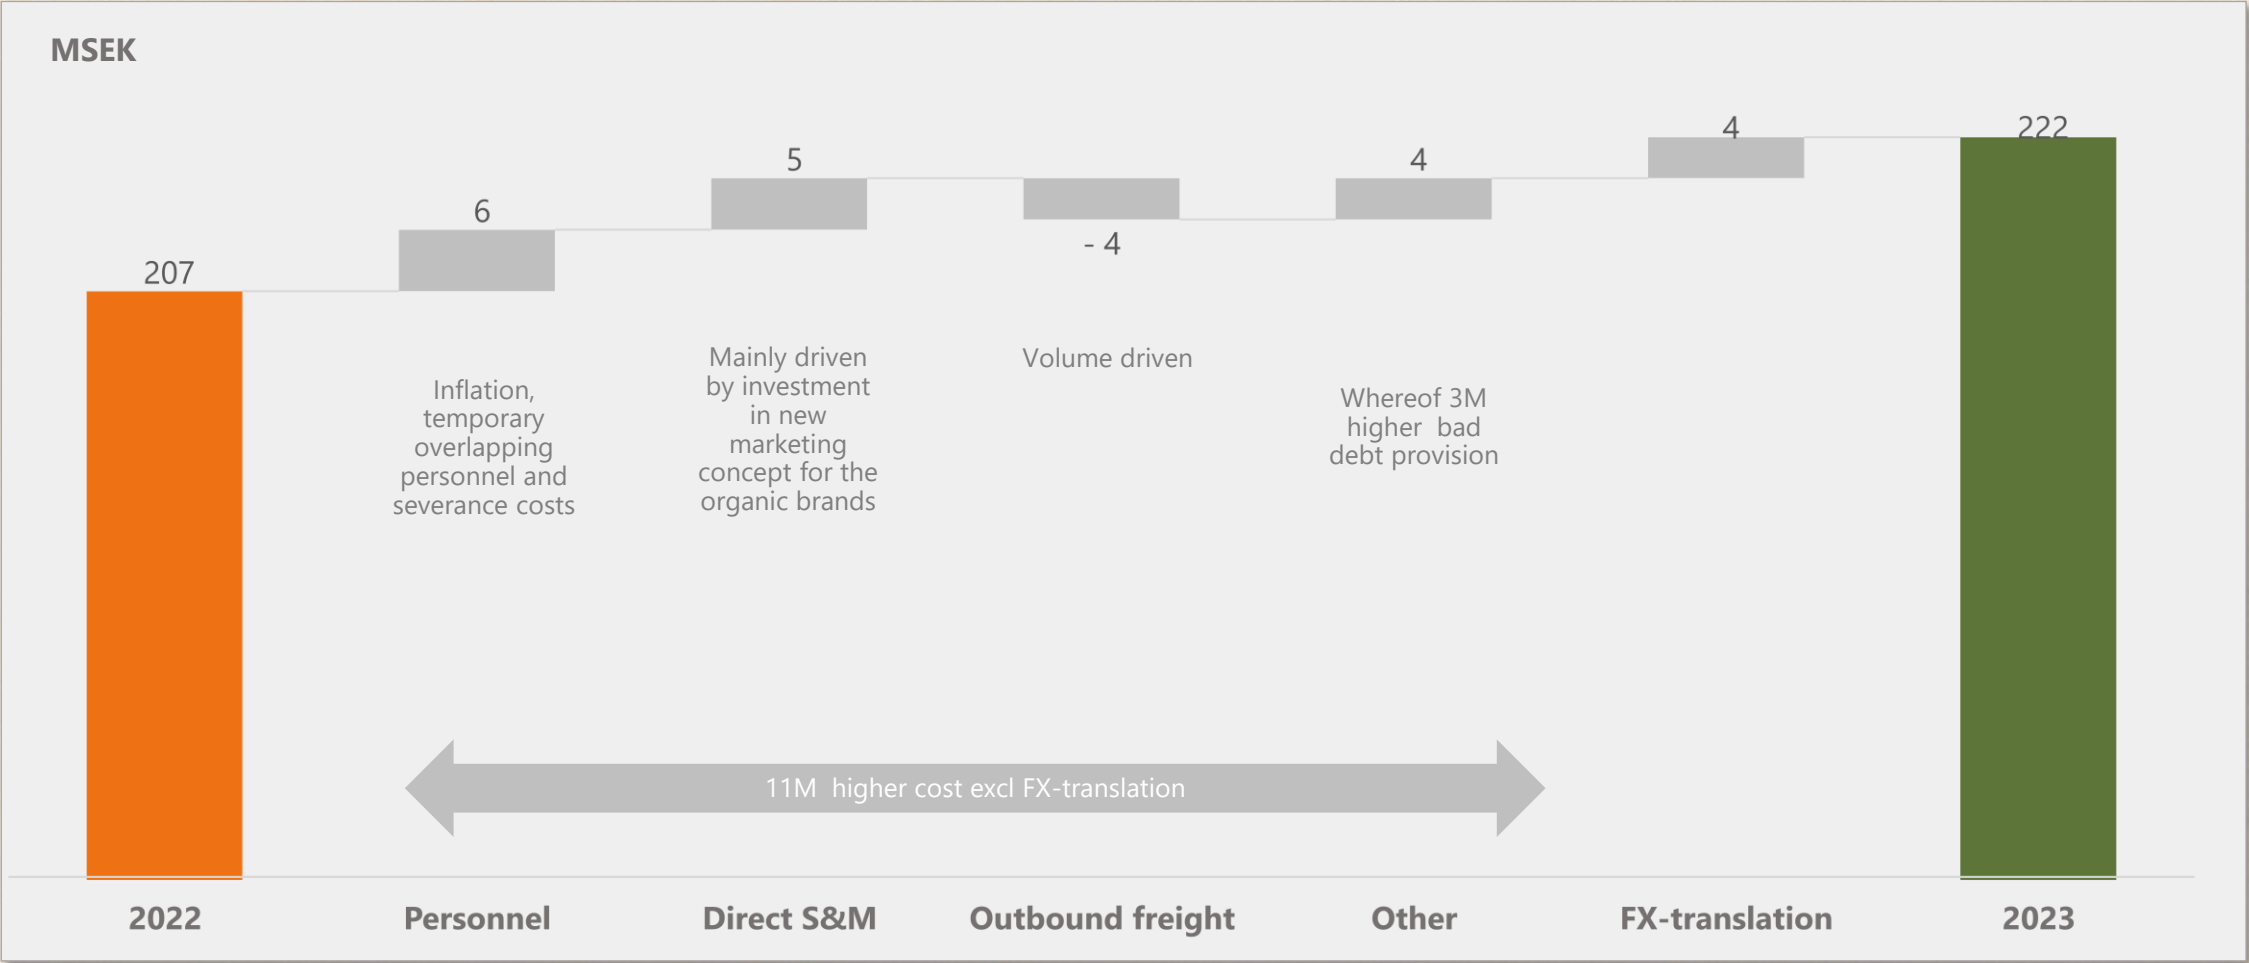 MSEK
207
6
5
- 4
4
4
222
Inflation,
temporary
overlapping
personnel and
severance costs
Mainly driven
by investment
in new
marketing
concept for the
organic brands
Volume driven
Whereof 3M
higher  bad
debt provision
11M  higher cost excl FX-translation
2022
Personnel
Direct S&M
Outbound freight
Other
FX-translation
2023